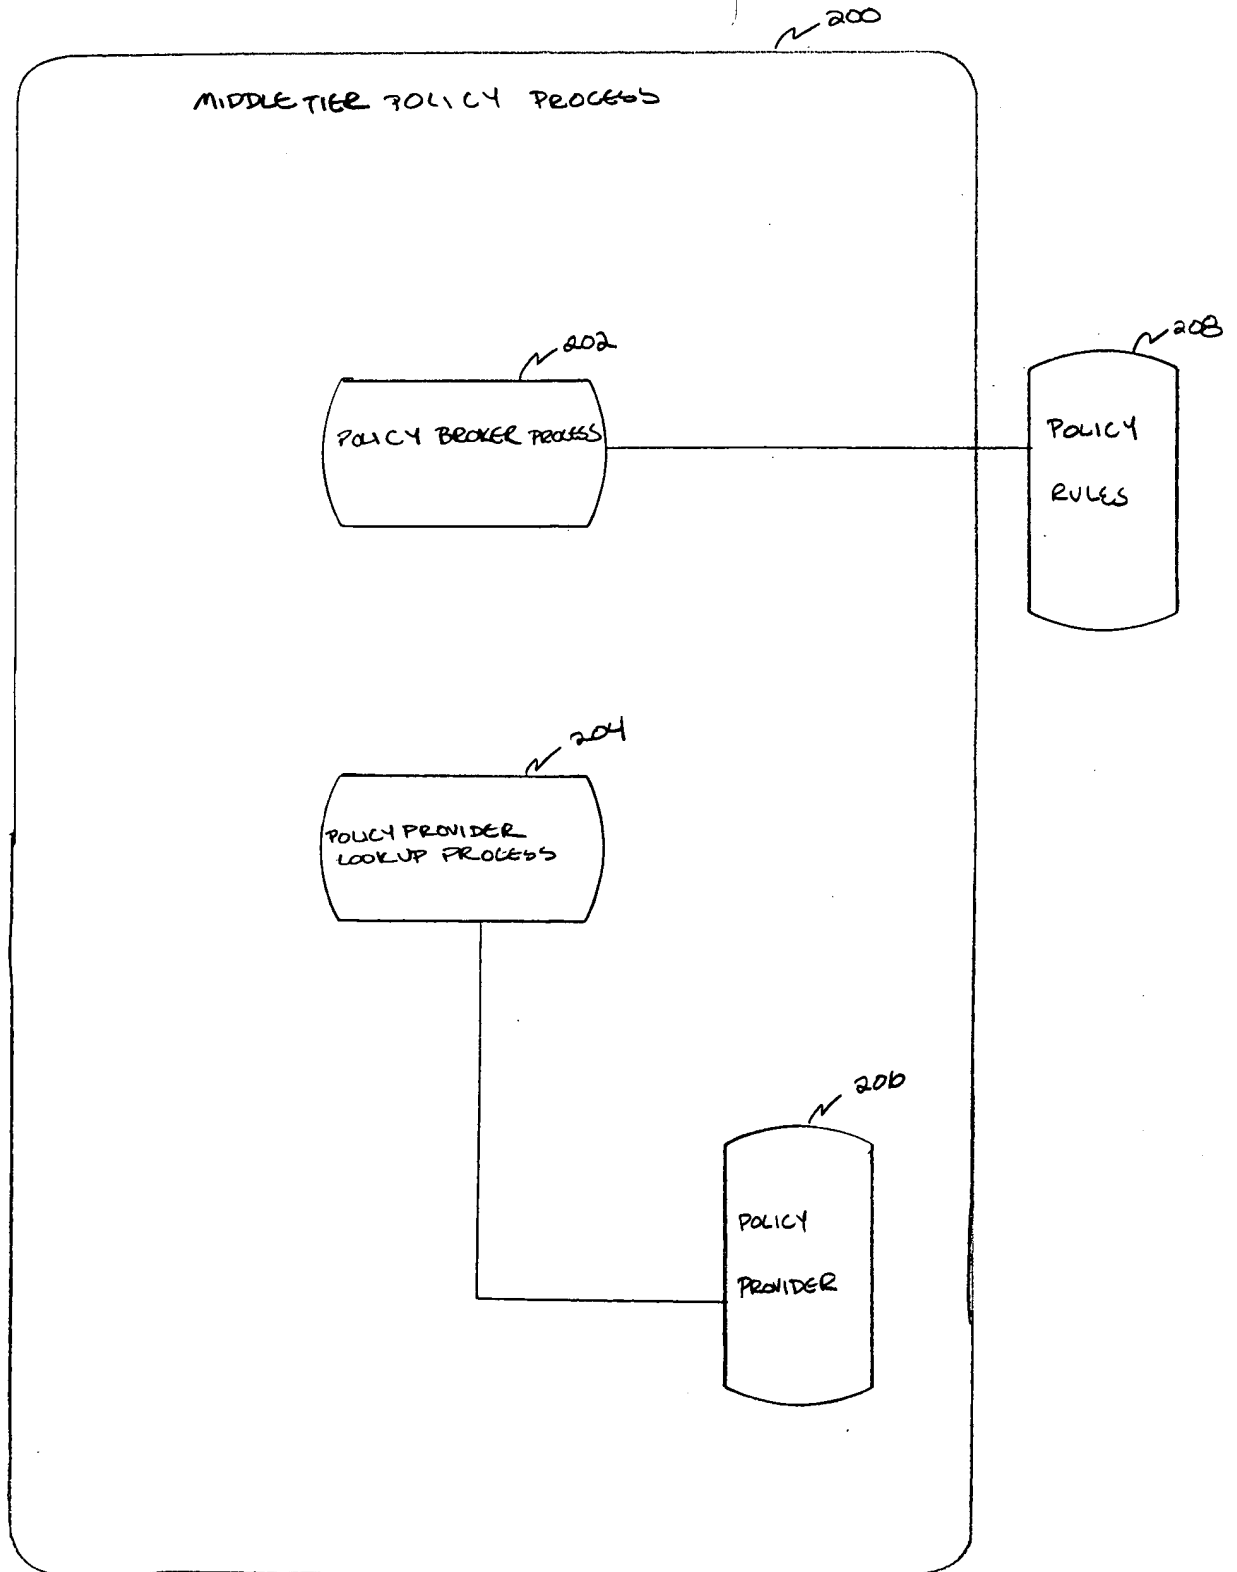 200
MIDDLE TIER POLICY PROCESS
202
208
POLICY BROKER PROCESS
POLICY
RULES
204
POLICY PROVIDER
LOOKUP PROCESS
206
POLICY
PROVIDER